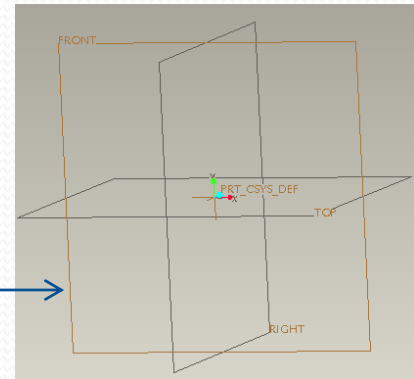 FRONT
Y
PRT_CSYS_DEF
X
TOP
RIGHT